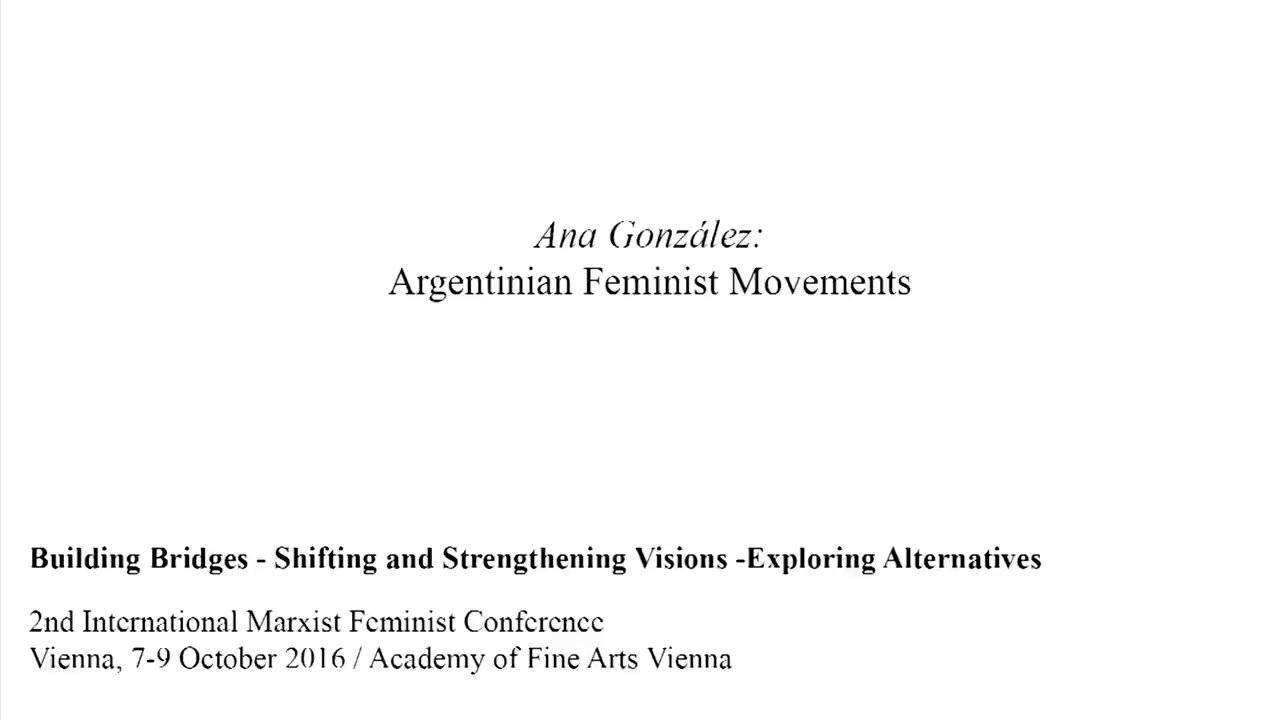 Ana González:
Argentinian Feminist Movements
Building Bridges - Shifting and Strengthening Visions -Exploring Alternatives
2nd International Marxist Feminist Conference
Vienna, 7-9 October 2016 / Academy of Fine Arts Vienna